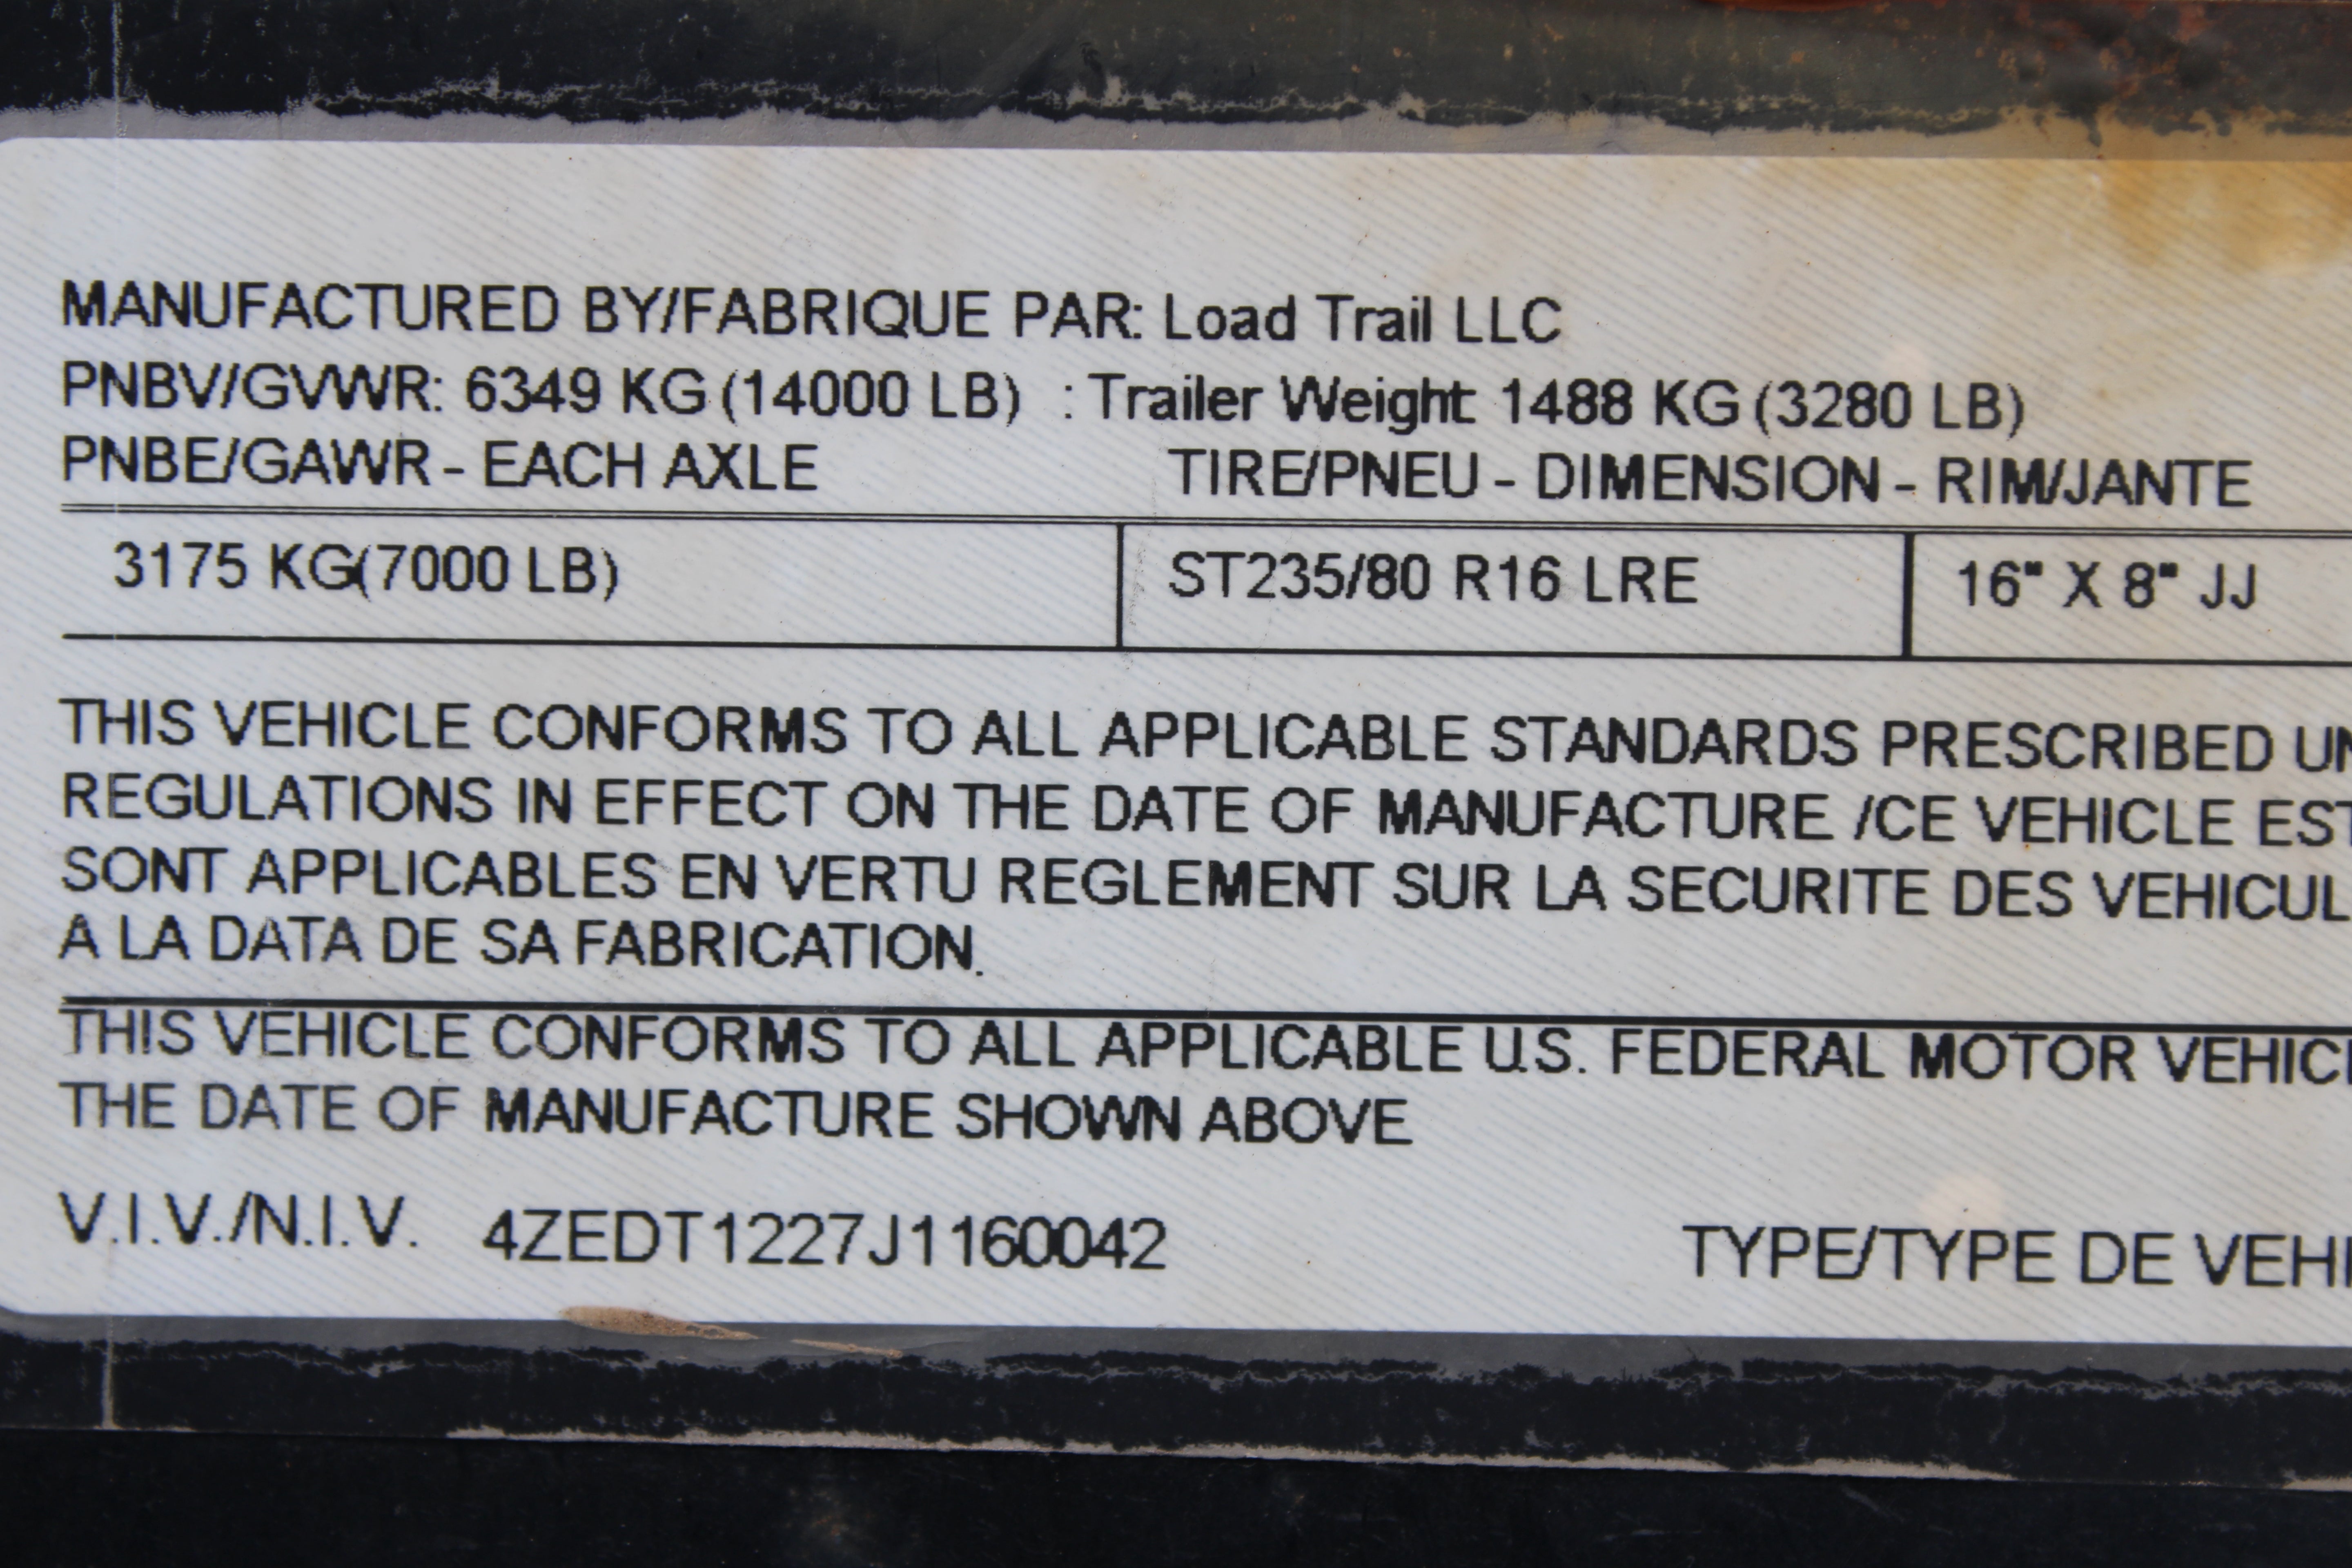 MANUFACTURED BY/FABRIQUE PAR: Load Trail LLC
PNBV/GVWR: 6349 KG (14000 LB) : Trailer Weight: 1488 KG (3280 LB)
PNBE/GAWR - EACH AXLE TIRE/PNEU - DIMENSION - RIM/JANTE
3175 KG(7000 LB) ST235/80 R16 LRE 16" X 8" JJ
THIS VEHICLE CONFORMS TO ALL APPLICABLE STANDARDS PRESCRIBED
REGULATIONS IN EFFECT ON THE DATE OF MANUFACTURE /CE VEHICLE EST
SONT APPLICABLES EN VERTU REGLEMENT SUR LA SECURITE DES
A LA DATA DE SA FABRICATION.
THIS VEHICLE CONFORMS TO ALL APPLICABLE U.S. FEDERAL MOTOR
THE DATE OF MANUFACTURE SHOWN ABOVE
V.I.V./N.I.V. 4ZEDT1227J1160042 TYPE/TYPE DE